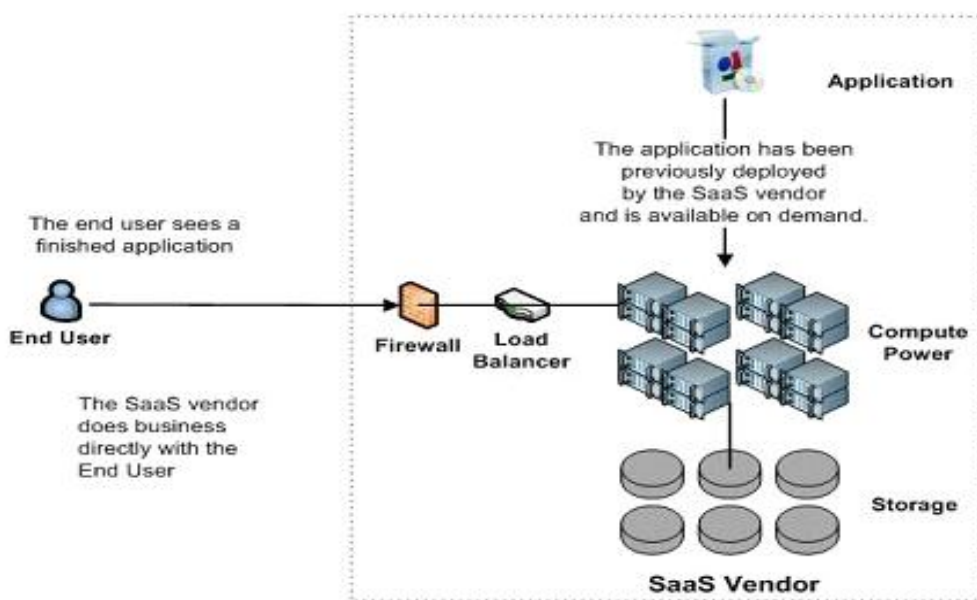 Application
The application has been
previously deployed
by the SaaS vendor
and is available on demand.
The end user sees a
finished application
End User
Firewall
Load
Balancer
Compute
Power
The SaaS vendor
does business
directly with the
End User
Storage
SaaS Vendor